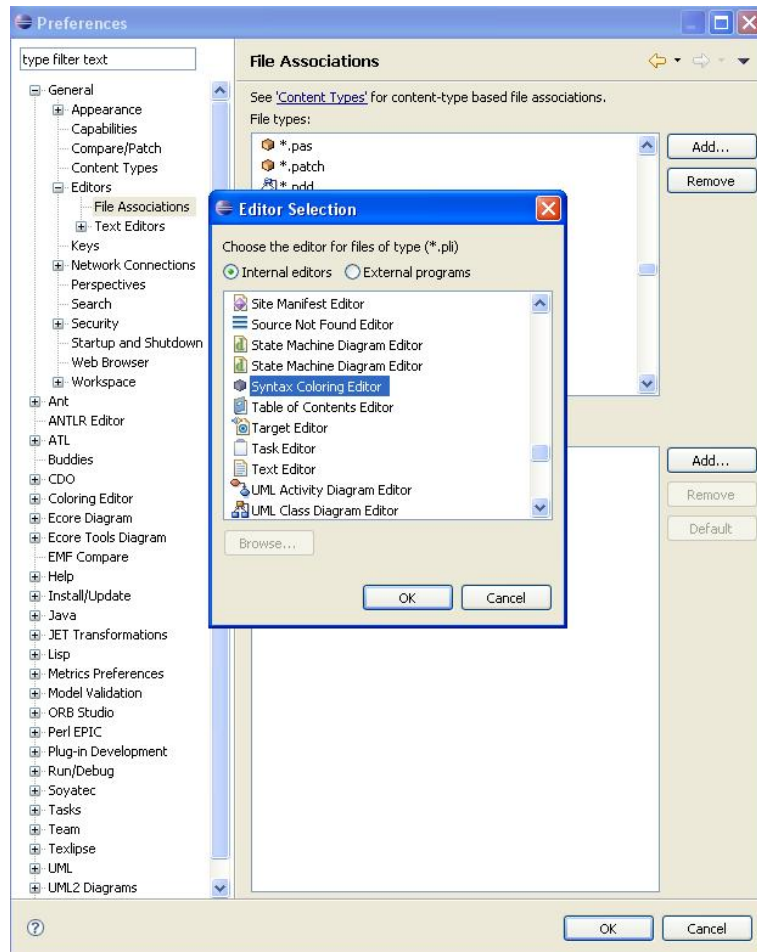 Preferences
type filter text
General
Appearance
Capabilities
Compare/Patch
Content Types
Editors
File Associations
Text Editors
Keys
Network Connections
Perspectives
Search
Security
Startup and Shutdown
Web Browser
Workspace
Ant
ANTLR Editor
ATL
Buddies
CDO
Coloring Editor
Ecore Diagram
Ecore Tools Diagram
EMF Compare
Help
Install/Update
Java
JET Transformations
Lisp
Metrics Preferences
Model Validation
ORB Studio
Perl EPIC
Plug-in Development
Run/Debug
Soyatec
Tasks
Team
Texlipse
UML
UML2 Diagrams
File Associations
See 'Content Types' for content-type based file associations.
File types:
*.pas
*.patch
Add...
Remove
Editor Selection
Choose the editor for files of type (*.pli)
Internal editors External programs
Site Manifest Editor
Source Not Found Editor
State Machine Diagram Editor
State Machine Diagram Editor
Syntax Coloring Editor
Table of Contents Editor
Target Editor
Task Editor
Text Editor
UML Activity Diagram Editor
UML Class Diagram Editor
Browse...
OK Cancel
Add...
Remove
Default
OK Cancel